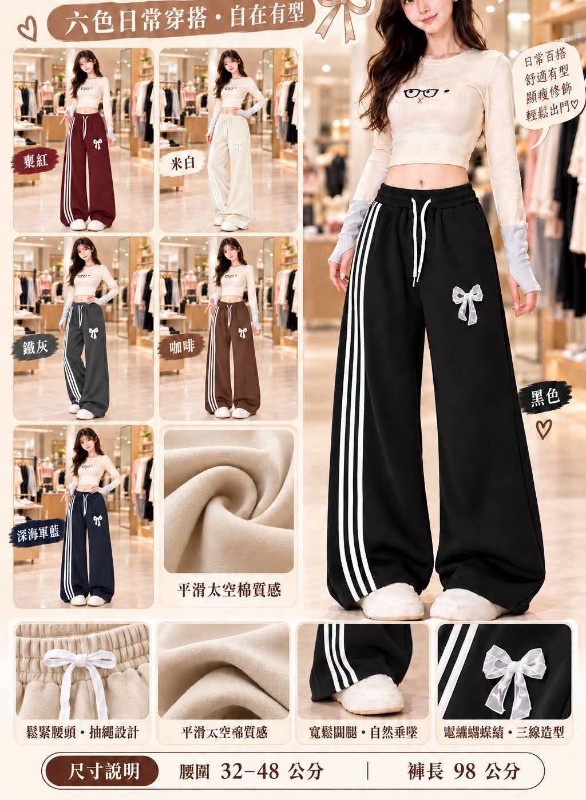 六色日常穿搭・自在有型
日常百搭
舒適有型
顯瘦修飾
輕鬆出門♡
棗紅
米白
鐵灰
咖啡
黑色
深海軍藍
平滑太空棉質感
鬆緊腰頭・抽繩設計
平滑太空棉質感
寬鬆闊腿・自然垂墜
蝴蝶結・三線造型
尺寸說明
腰圍 32-48 公分
褲長 98 公分